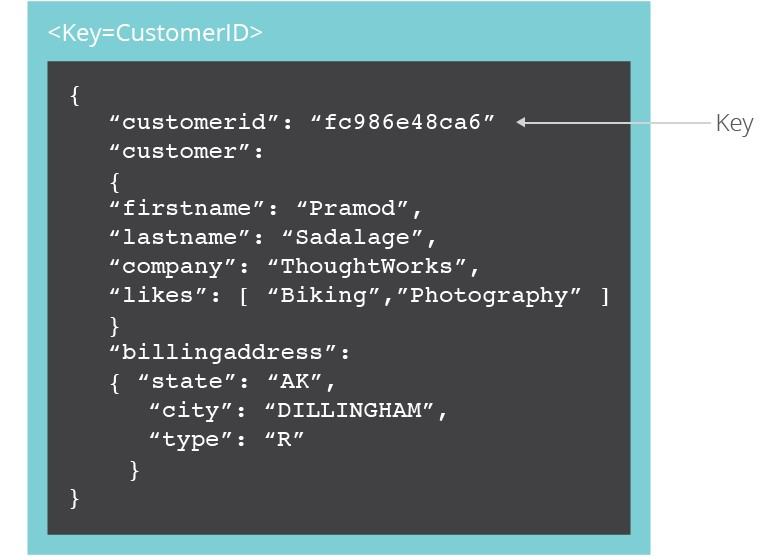 <Key=CustomerID>
{
“customerid”: “fc986e48ca6” Key
“customer”:
{
“firstname”: “Pramod”,
“lastname”: “Sadalage”,
“company”: “ThoughtWorks”,
“likes”: [ “Biking”,”Photography” ]
}
“billingaddress”:
{ “state”: “AK”,
“city”: “DILLINGHAM”,
“type”: “R”
}
}